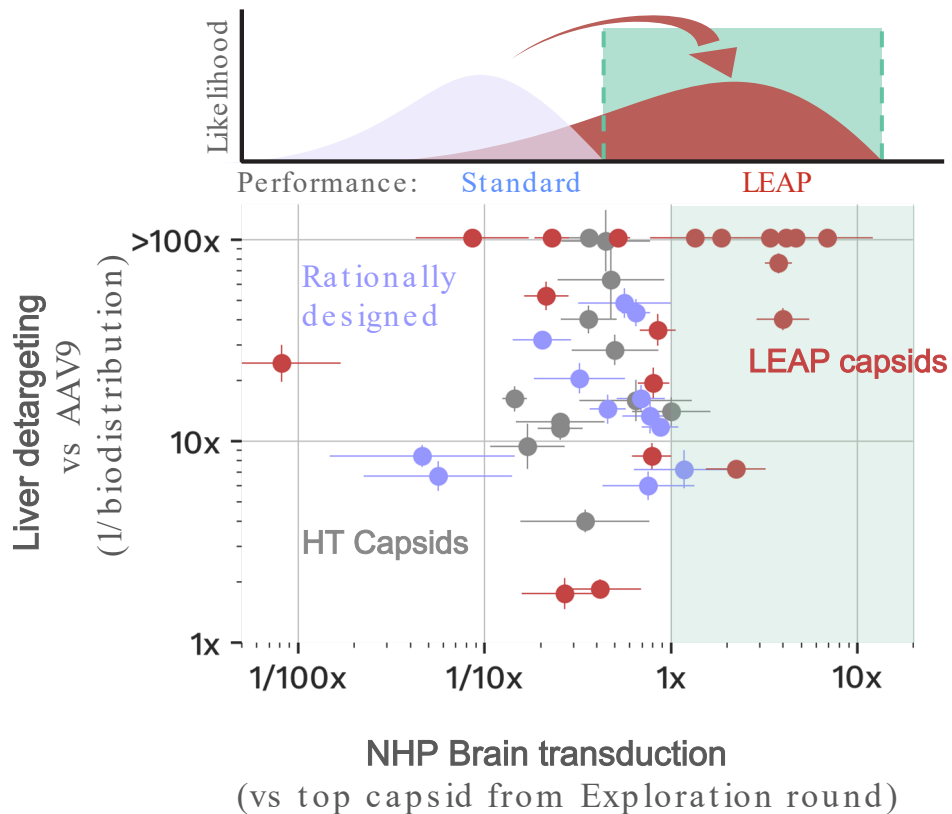 Likelihood
Performance:
Standard
LEAP
>100x
10x
1x
Liver detargeting
vs AAV9
(1/biodistribution)
Rationally
designed
LEAP capsids
HT Capsids
1/100x
1/10x
1x
10x
NHP Brain transduction
(vs top capsid from Exploration round)